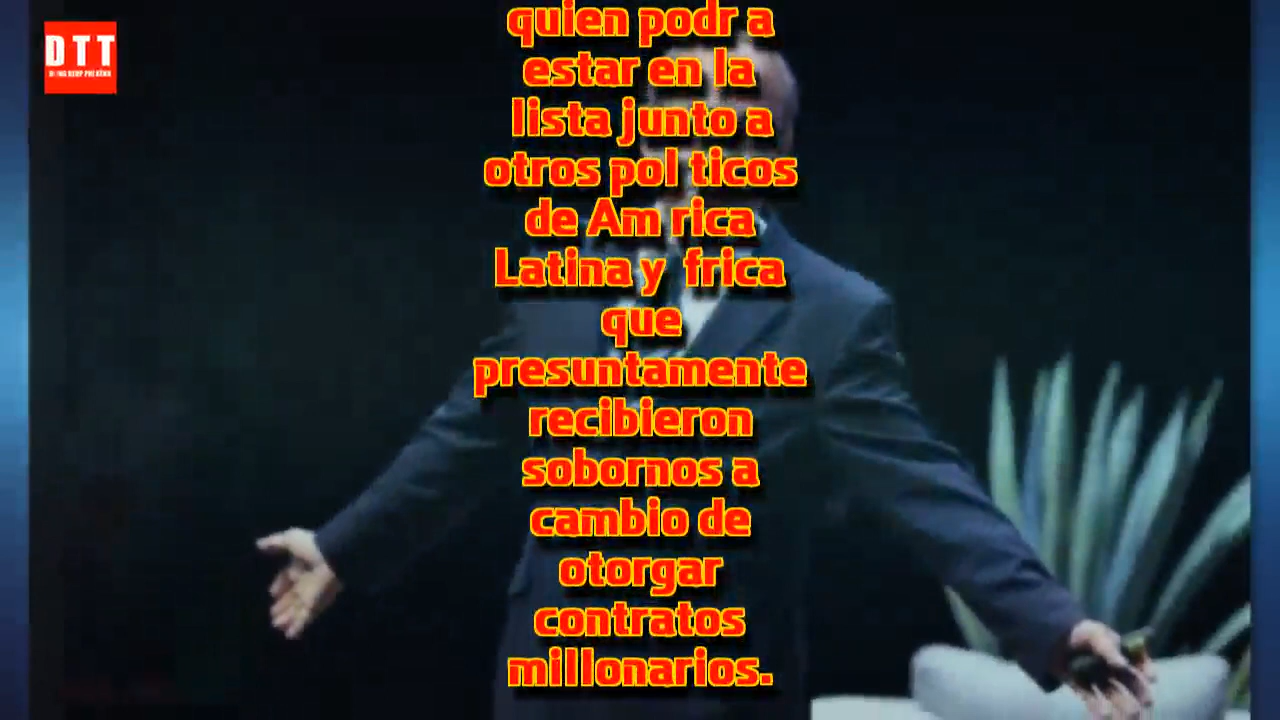 DTT
quien podr a
estar en la
lista junto a
otros pol ticos
de Am rica
Latina y  frica
que
presuntamente
recibieron
sobornos a
cambio de
otorgar
contratos
millonarios.